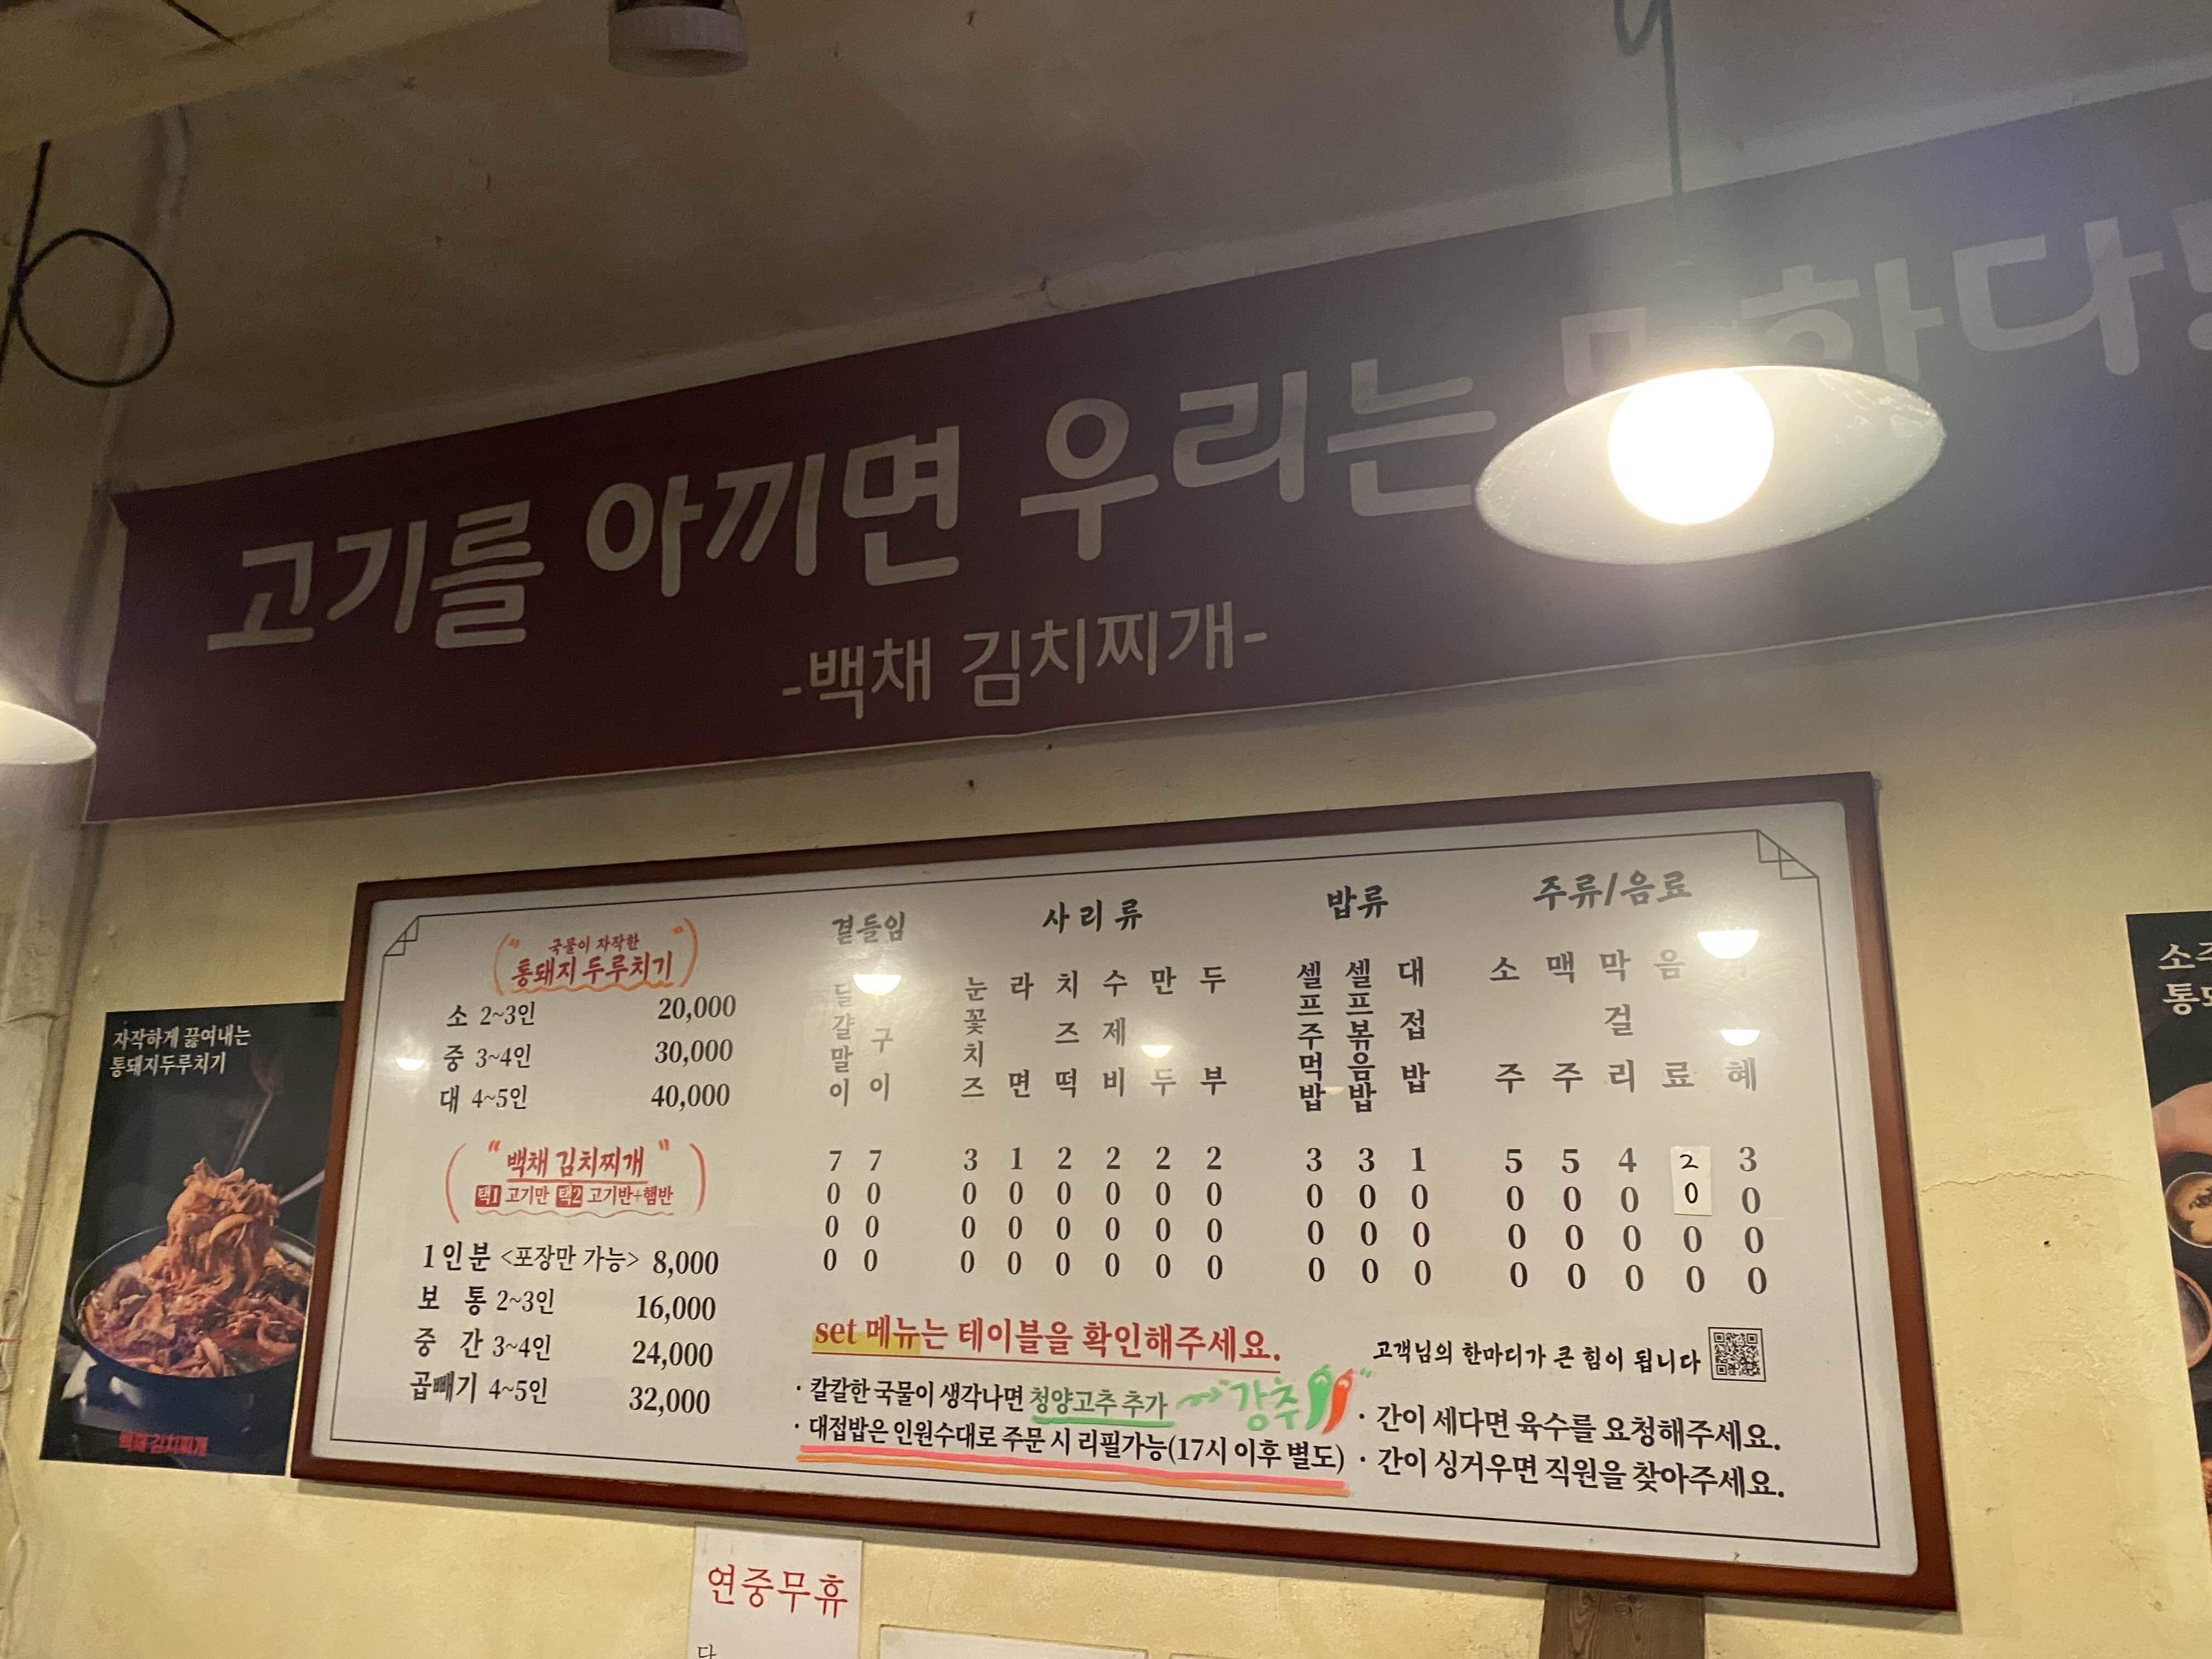 고기를 아끼면 우리는 하다!
-백채 김치찌개-
자작하게 끓여내는
통돼지두루치기
백채 김치찌개
"국물이 자작한"
통돼지 두루치기
소 2~3인 20,000
중 3~4인 30,000
대 4~5인 40,000
"백채 김치찌개"
택1 고기만 택2 고기반+햄반
1인분 <포장만 가능> 8,000
보통 2~3인 16,000
중간 3~4인 24,000
곱빼기 4~5인 32,000
곁들임
달걀말이 7000
구이 7000
사리류
눈꽃치즈 3000
라면 1000
치즈떡 2000
수제비 2000
만두 2000
두부 2000
밥류
셀프주먹밥 3000
셀프볶음밥 3000
대접밥 1000
주류/음료
소주 5000
맥주 5000
막걸리 4000
음료 2000
혜 3000
set 메뉴는 테이블을 확인해주세요.
· 칼칼한 국물이 생각나면 청양고추 추가 "강추"
· 대접밥은 인원수대로 주문 시 리필가능(17시 이후 별도)
고객님의 한마디가 큰 힘이 됩니다
· 간이 세다면 육수를 요청해주세요.
· 간이 싱거우면 직원을 찾아주세요.
연중무휴